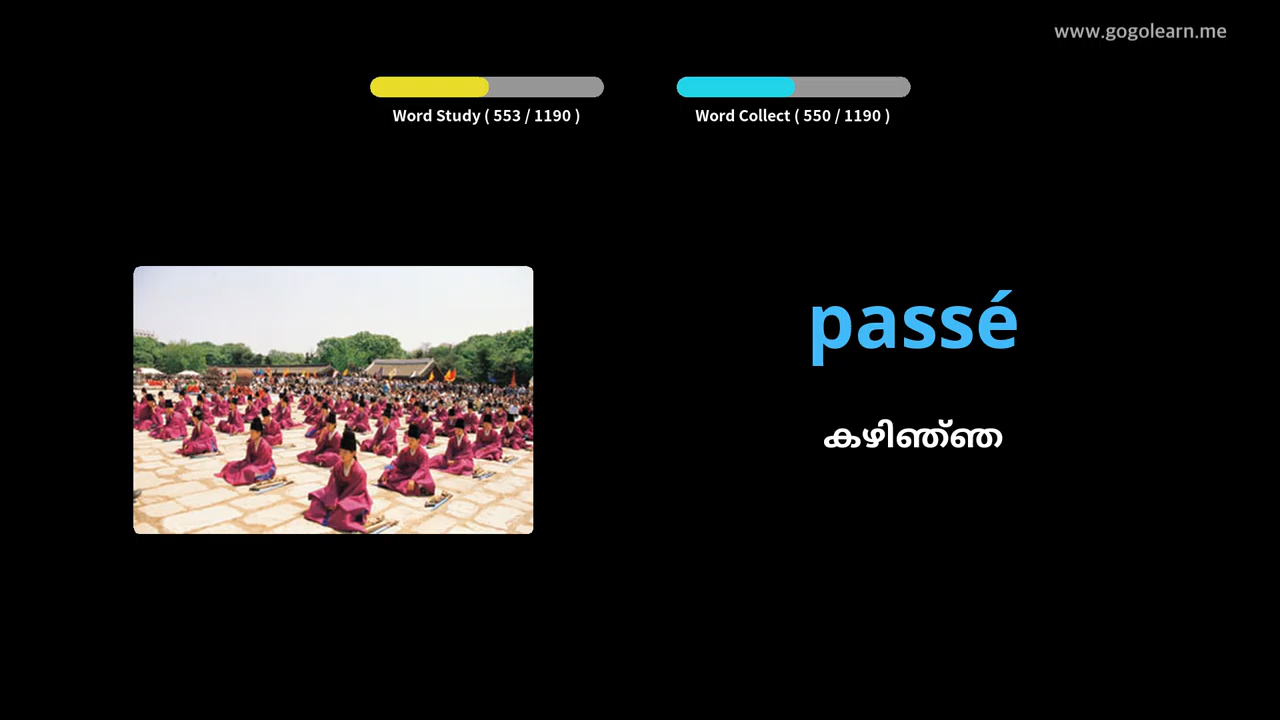 www.gogolearn.me
Word Study ( 553 / 1190 )
Word Collect ( 550 / 1190 )
passé
കഴിഞ്ഞ